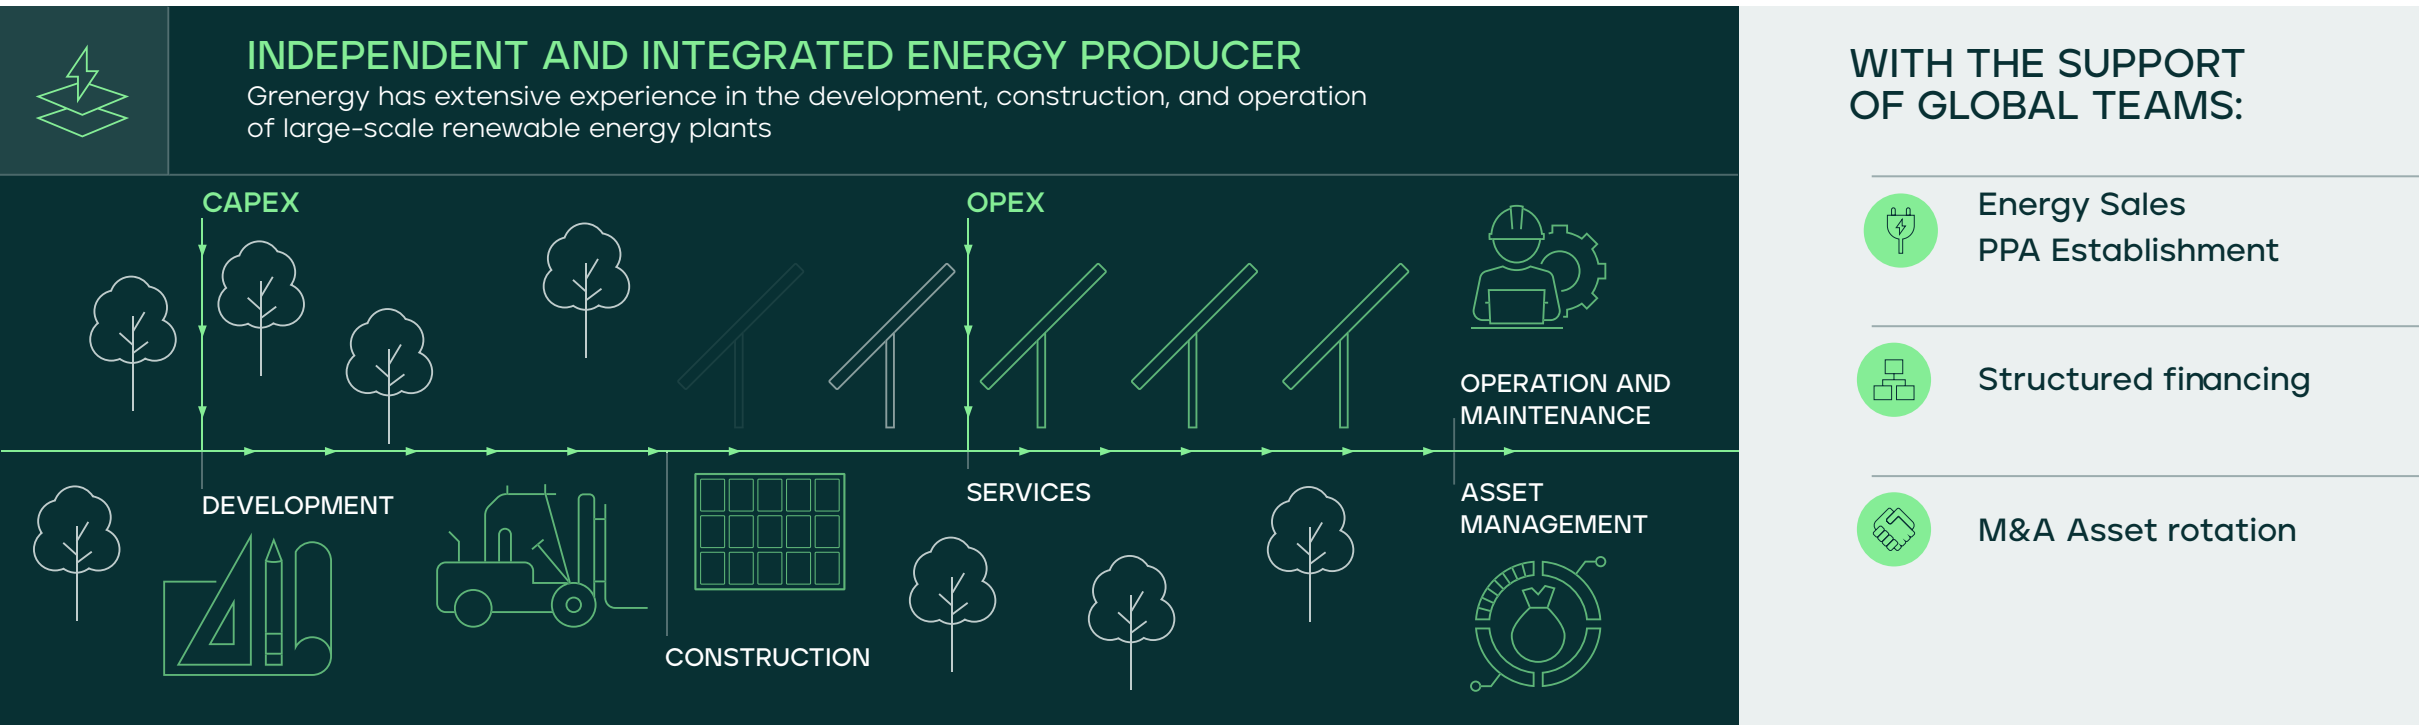 INDEPENDENT AND INTEGRATED ENERGY PRODUCER
Grenergy has extensive experience in the development, construction, and operation
of large-scale renewable energy plants
CAPEX
OPEX
OPERATION AND
MAINTENANCE
DEVELOPMENT
SERVICES
ASSET
MANAGEMENT
CONSTRUCTION
WITH THE SUPPORT
OF GLOBAL TEAMS:
Energy Sales
PPA Establishment
Structured financing
M&A Asset rotation